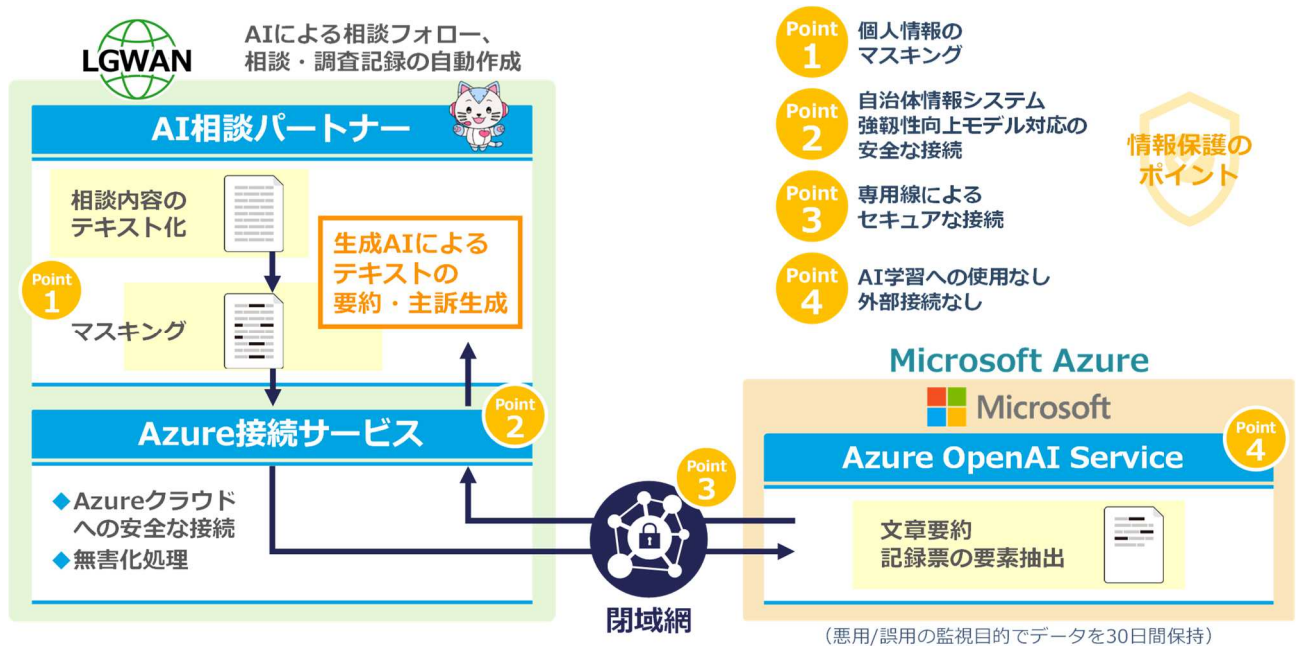 LGWAN
AIによる相談フォロー、
相談・調査記録の自動作成
AI相談パートナー
相談内容の
テキスト化
Point
1
マスキング
生成AIによる
テキストの
要約・主訴生成
Azure接続サービス
Point
2
◆Azureクラウド
への安全な接続
◆無害化処理
Point
3
閉域網
Point
1
個人情報の
マスキング
Point
2
自治体情報システム
強靱性向上モデル対応の
安全な接続
Point
3
専用線による
セキュアな接続
Point
4
AI学習への使用なし
外部接続なし
情報保護の
ポイント
Microsoft Azure
Microsoft
Azure OpenAI Service
Point
4
文章要約
記録票の要素抽出
（悪用/誤用の監視目的でデータを30日間保持）